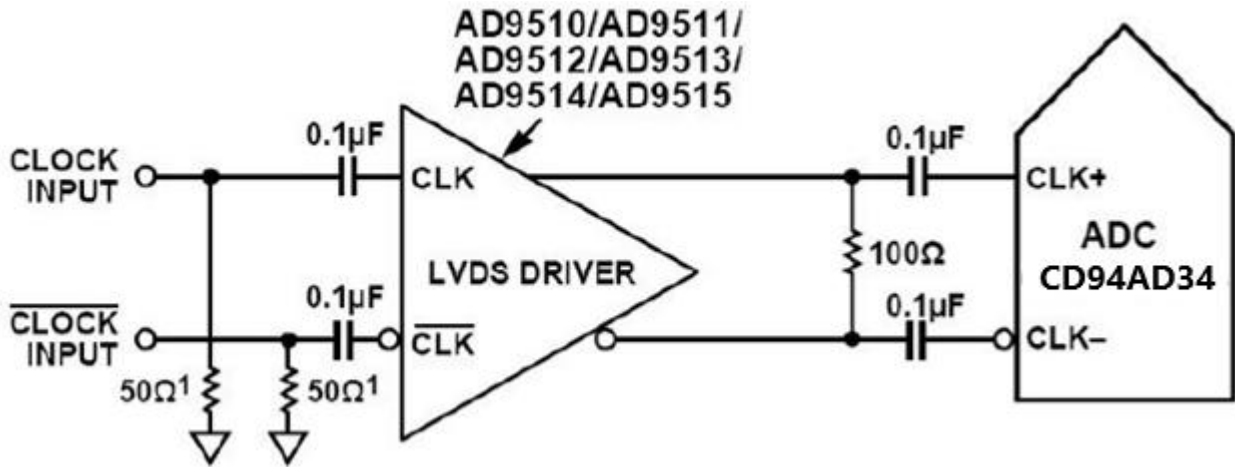 AD9510/AD9511/
AD9512/AD9513/
AD9514/AD9515
0.1µF
0.1µF
CLOCK
INPUT
CLK
CLK+
ADC
CD94AD34
LVDS DRIVER
100Ω
0.1µF
0.1µF
CLOCK
INPUT
CLK
CLK–
50Ω¹
50Ω¹